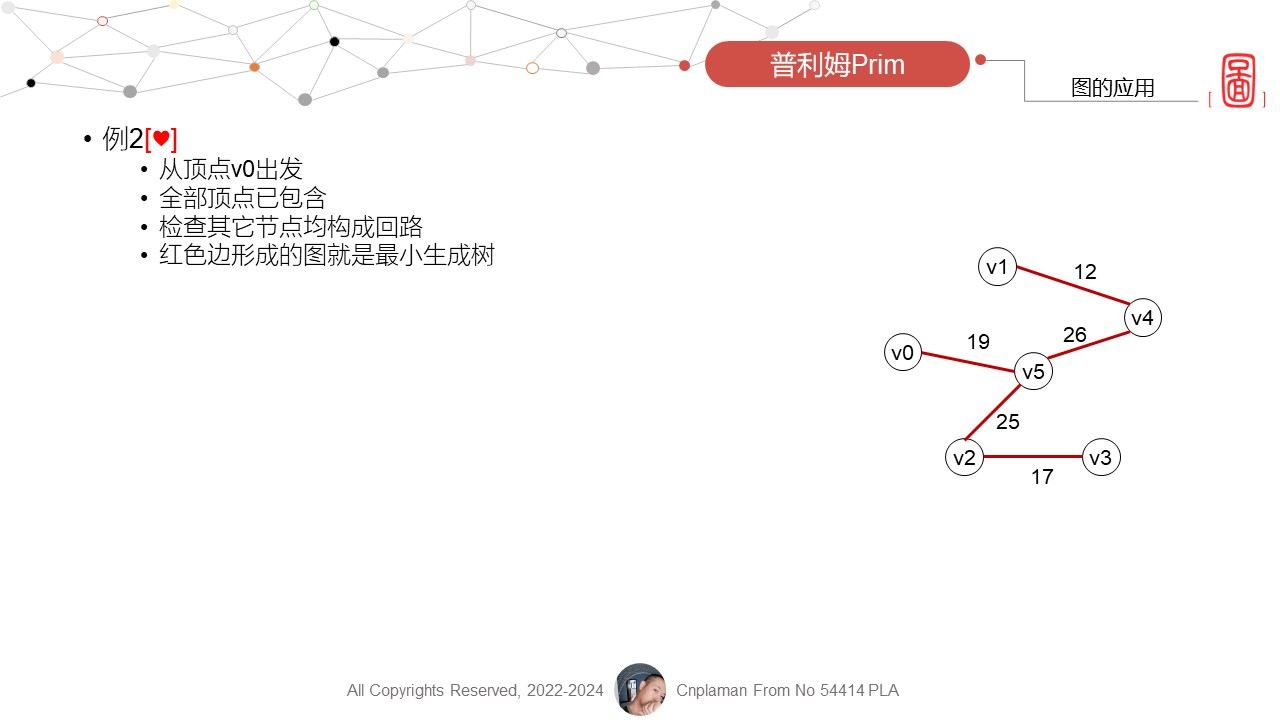 普利姆Prim
图的应用
[圖]
• 例2[♥]
• 从顶点v0出发
• 全部顶点已包含
• 检查其它节点均构成回路
• 红色边形成的图就是最小生成树
v1
12
v4
19
26
v0
v5
25
v2
v3
17
All Copyrights Reserved, 2022-2024
Cnplaman From No 54414 PLA